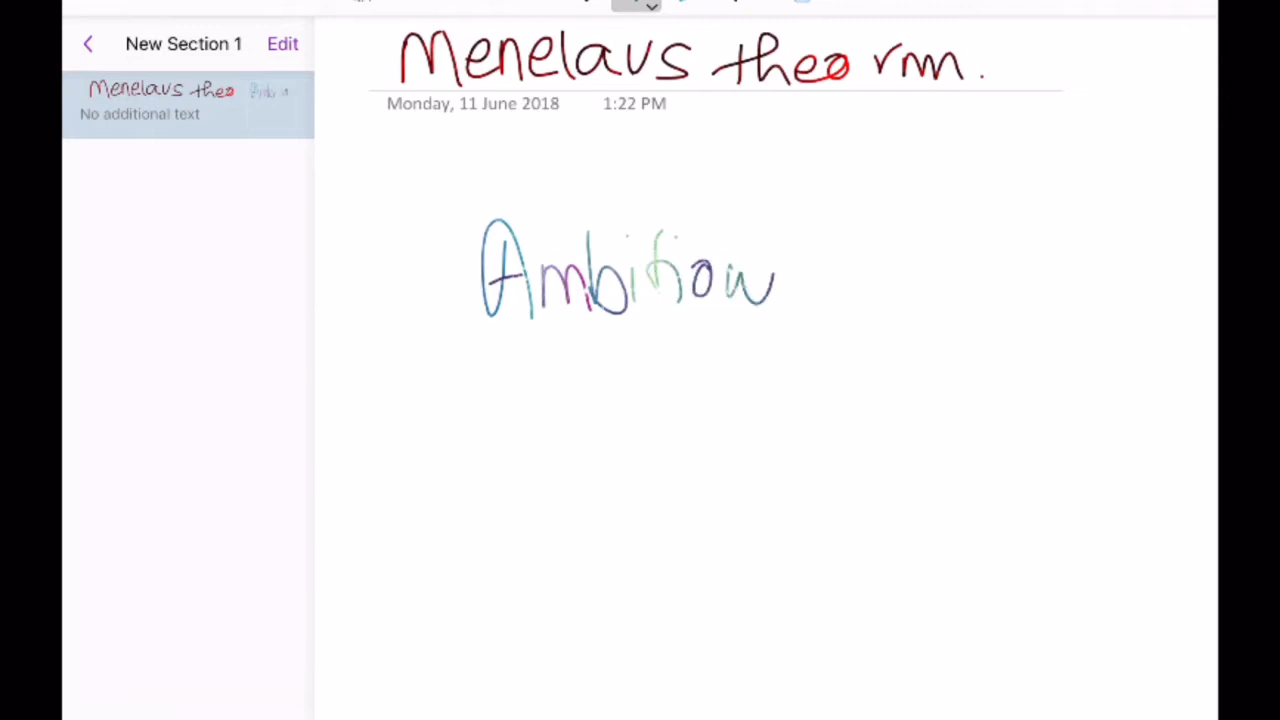 New Section 1 Edit
Menelaus theo
No additional text
Menelaus theorm.
Monday, 11 June 2018 1:22 PM
Ambition